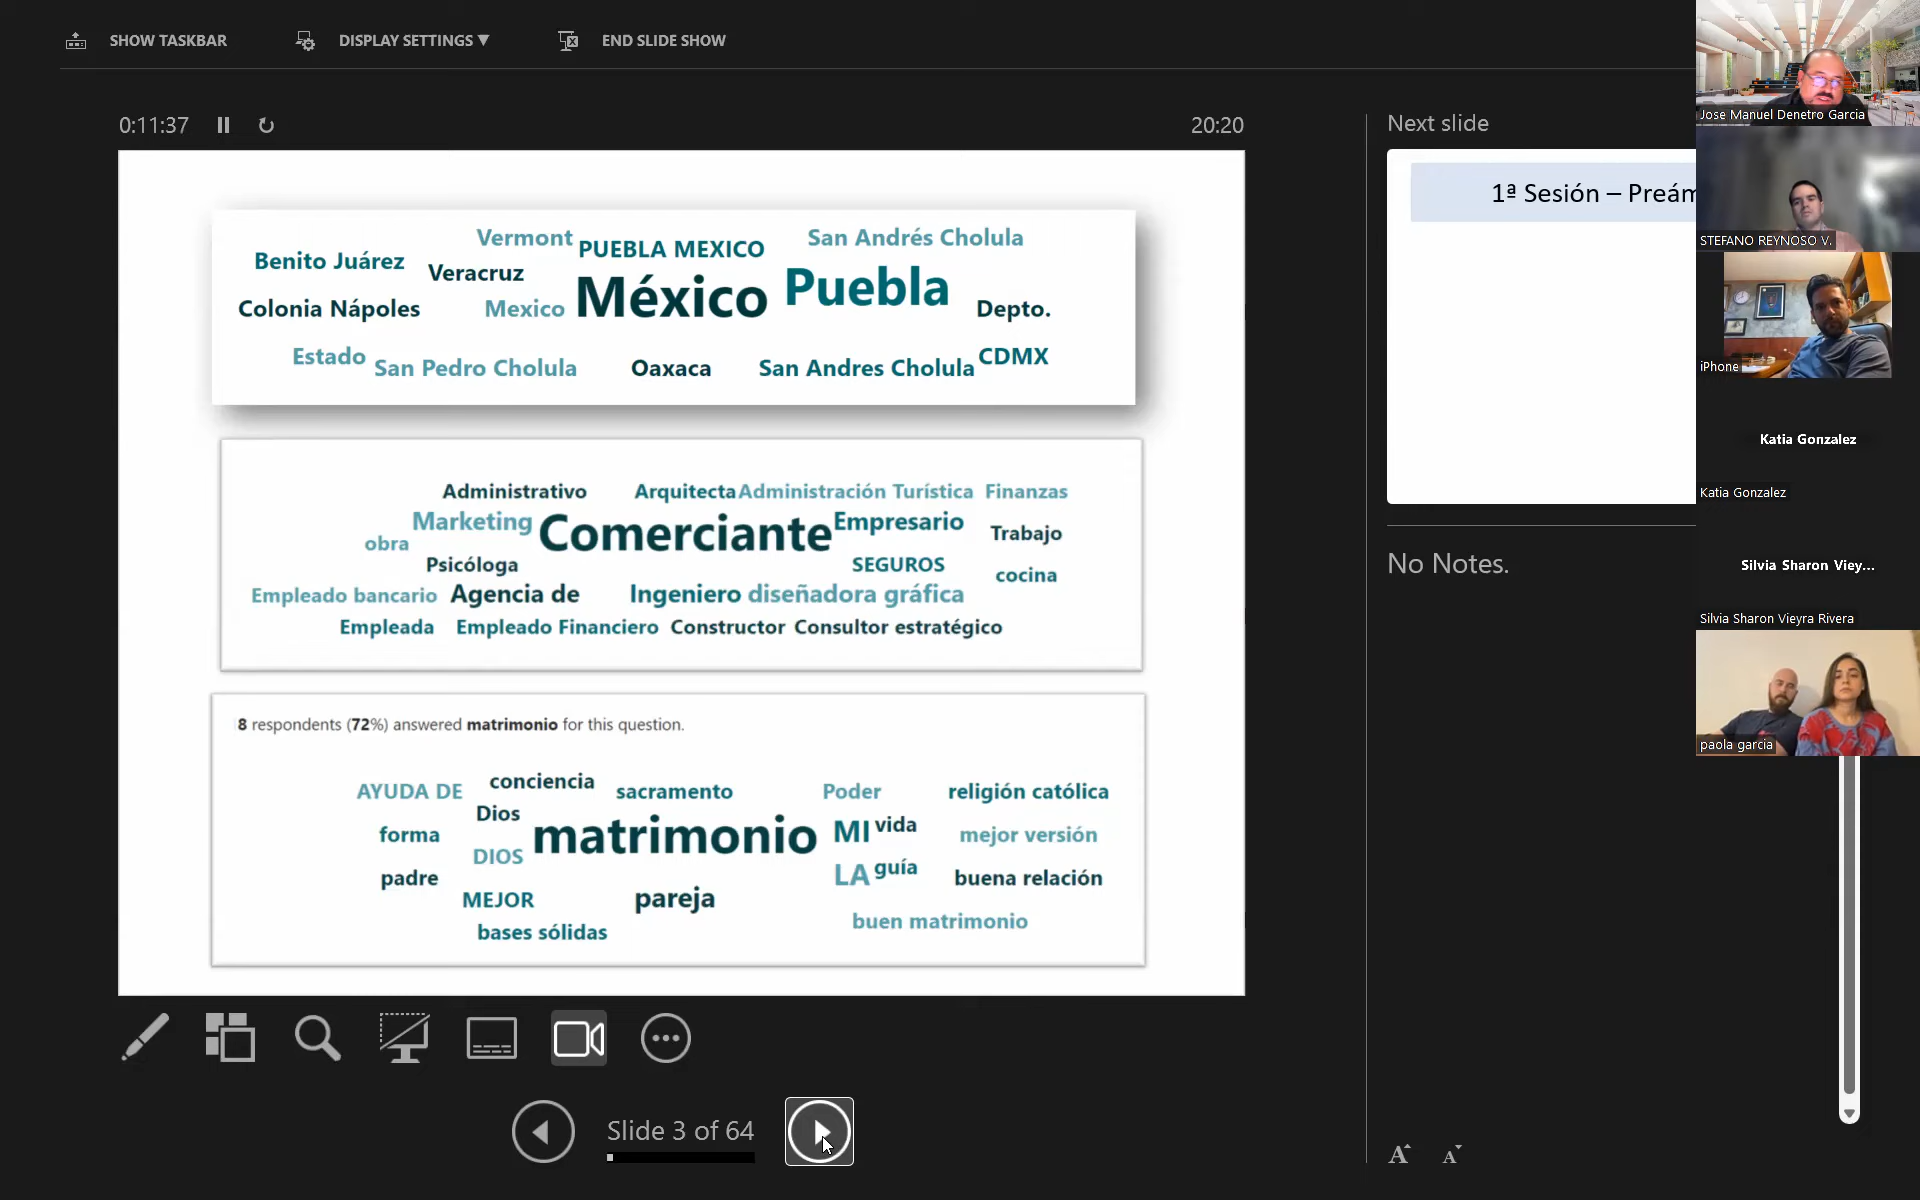 SHOW TASKBAR DISPLAY SETTINGS ▼ END SLIDE SHOW
0:11:37 20:20
Vermont PUEBLA MEXICO San Andrés Cholula
Benito Juárez Veracruz México Puebla
Colonia Nápoles Mexico Depto.
Estado San Pedro Cholula Oaxaca San Andres Cholula CDMX
Administrativo Arquitecta Administración Turística Finanzas
Marketing Comerciante Empresario Trabajo
obra
Psicóloga SEGUROS cocina
Empleado bancario Agencia de Ingeniero diseñadora gráfica
Empleada Empleado Financiero Constructor Consultor estratégico
8 respondents (72%) answered matrimonio for this question.
AYUDA DE conciencia sacramento Poder religión católica
Dios
forma matrimonio MI vida mejor versión
DIOS
padre LA guía buena relación
MEJOR pareja
buen matrimonio
bases sólidas
Slide 3 of 64
Next slide
1ª Sesión – Preám
No Notes.
A A
Jose Manuel Denetro Garcia
STEFANO REYNOSO V.
iPhone
Katia Gonzalez
Katia Gonzalez
Silvia Sharon Viey...
Silvia Sharon Vieyra Rivera
paola garcia